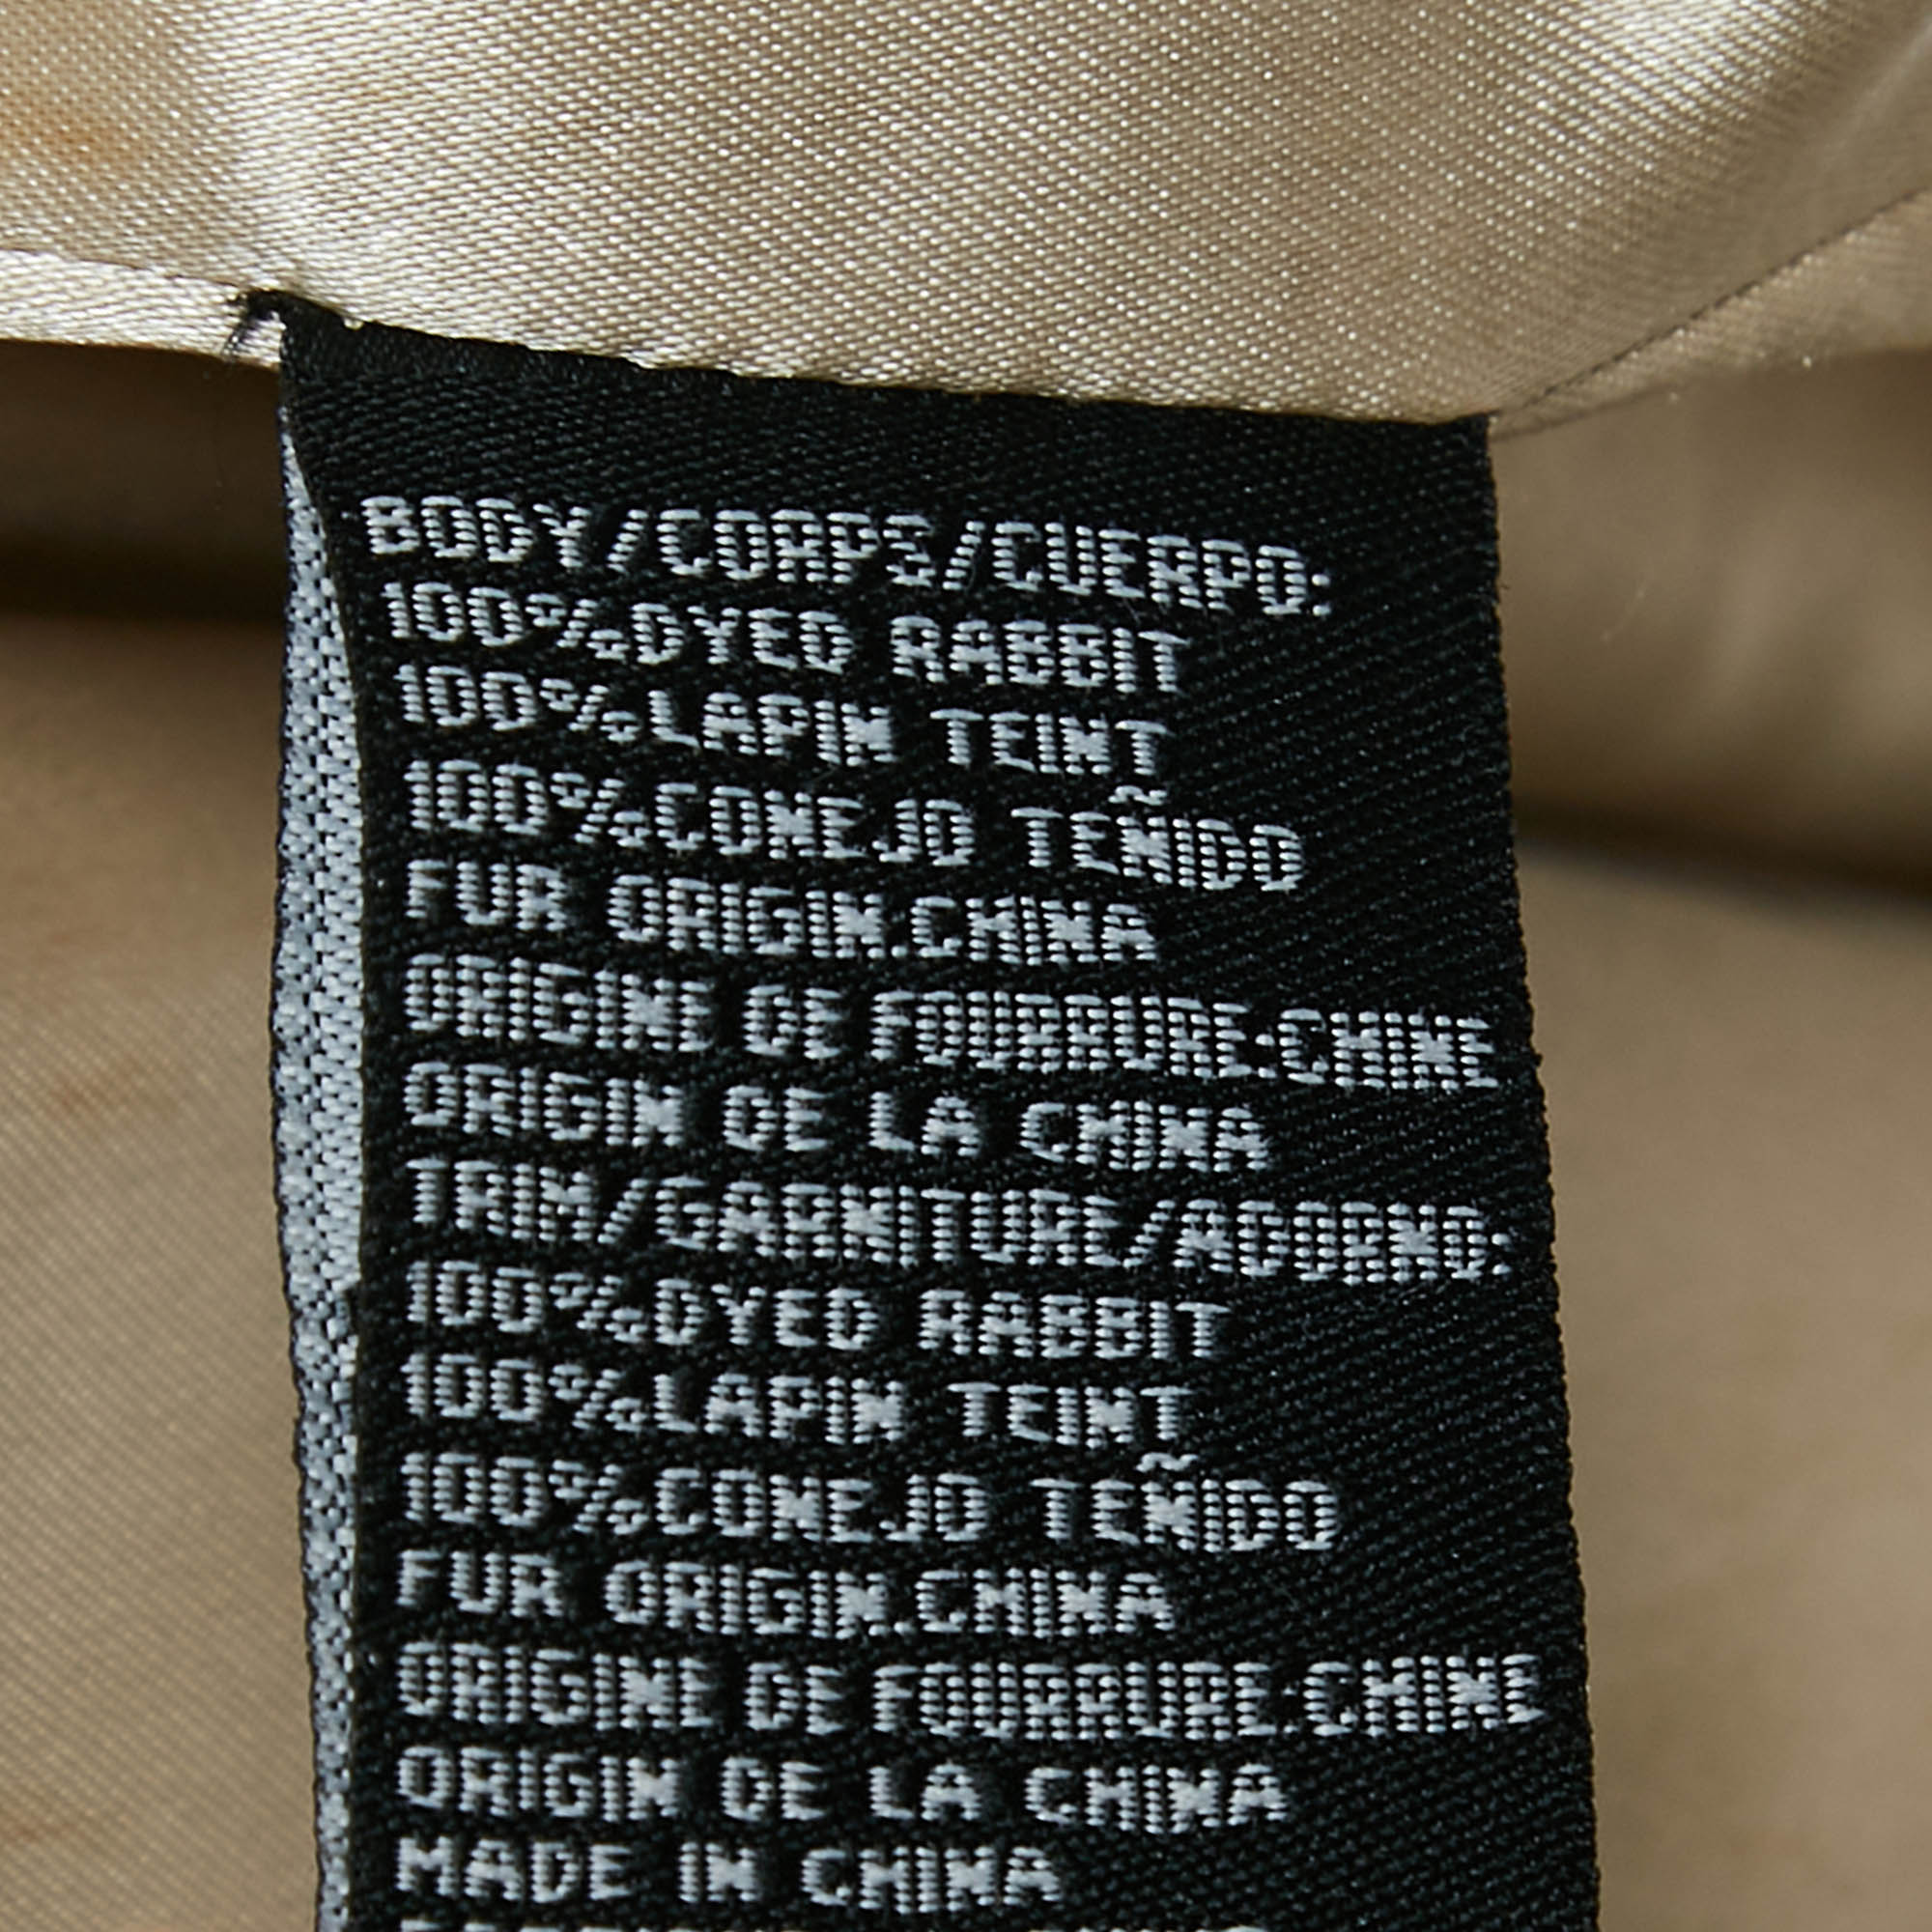 BODY/CORPS/CUERPO:
100%DYED RABBIT
100%LAPIN TEINT
100%CONEJO TEÑIDO
FUR ORIGIN:CHINA
ORIGINE DE FOURRURE:CHINE
ORIGIN DE LA CHINA
TRIM/GARNITURE/ADORNO:
100%DYED RABBIT
100%LAPIN TEINT
100%CONEJO TEÑIDO
FUR ORIGIN:CHINA
ORIGINE DE FOURRURE:CHINE
ORIGIN DE LA CHINA
MADE IN CHINA